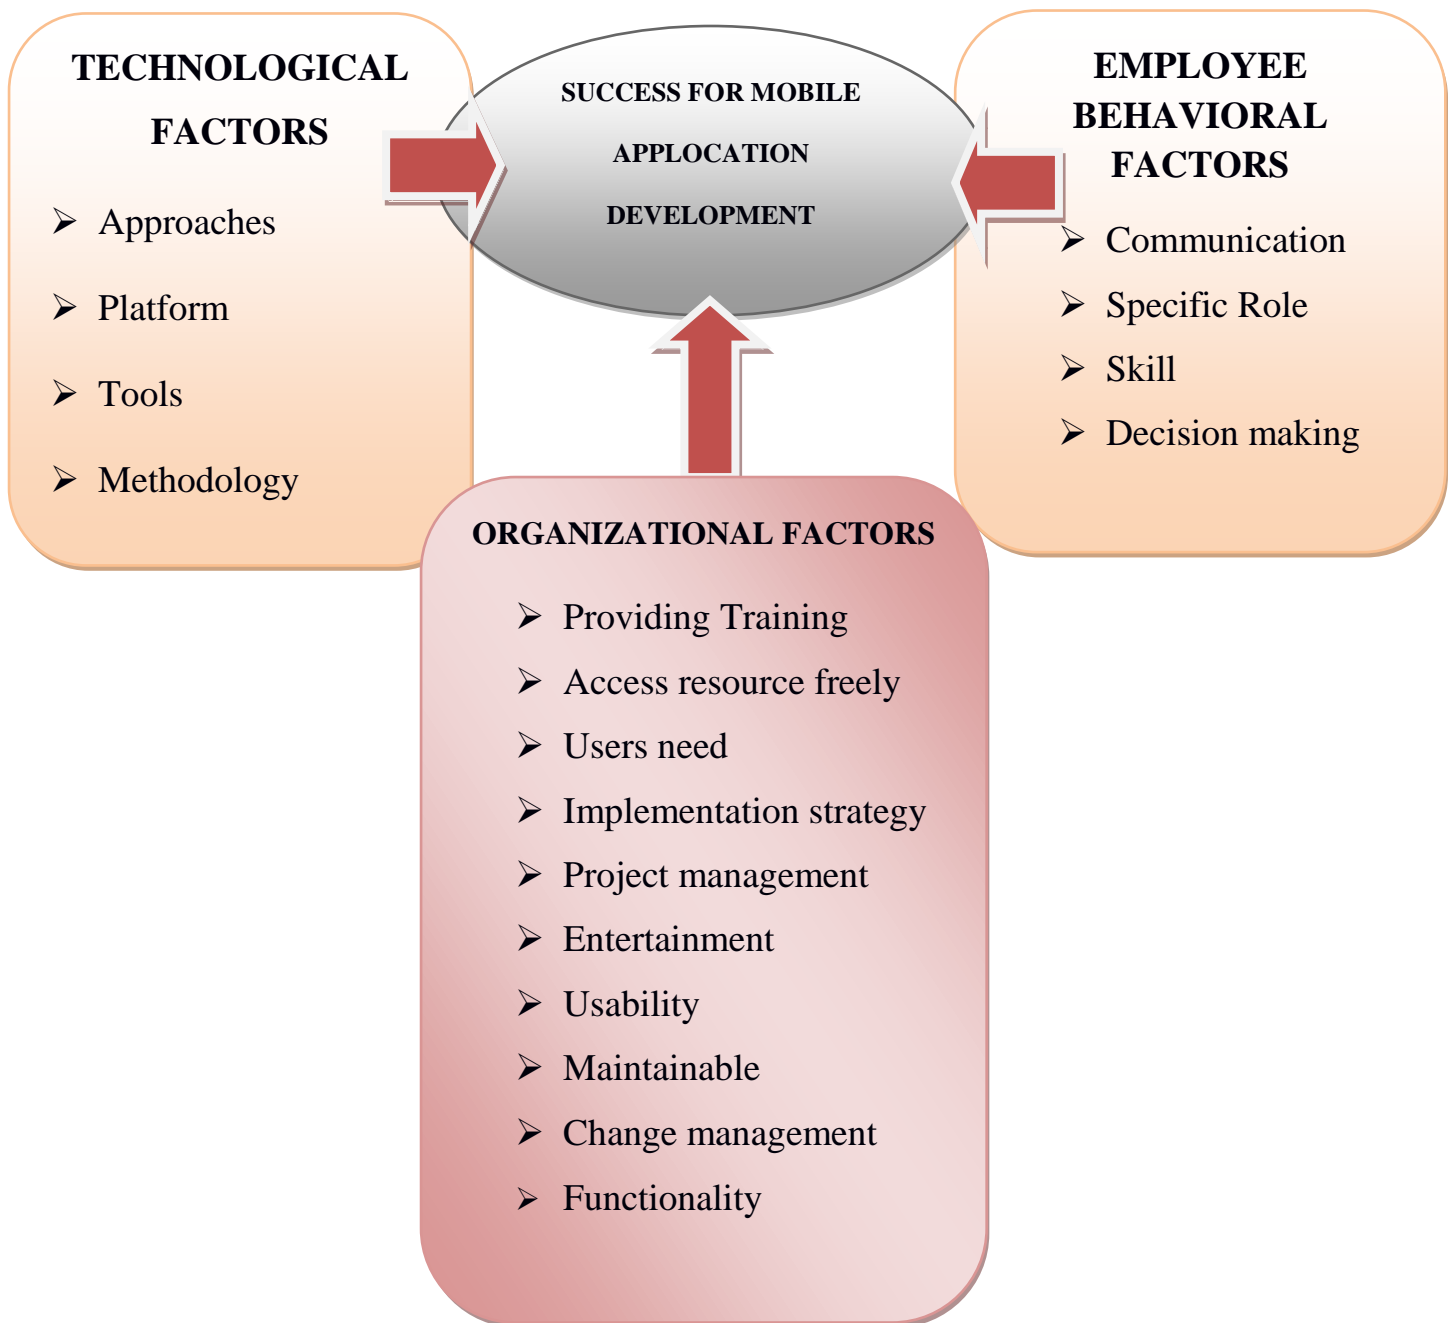 TECHNOLOGICAL
FACTORS
➢ Approaches
➢ Platform
➢ Tools
➢ Methodology
SUCCESS FOR MOBILE
APPLOCATION
DEVELOPMENT
EMPLOYEE
BEHAVIORAL
FACTORS
➢ Communication
➢ Specific Role
➢ Skill
➢ Decision making
ORGANIZATIONAL FACTORS
➢ Providing Training
➢ Access resource freely
➢ Users need
➢ Implementation strategy
➢ Project management
➢ Entertainment
➢ Usability
➢ Maintainable
➢ Change management
➢ Functionality